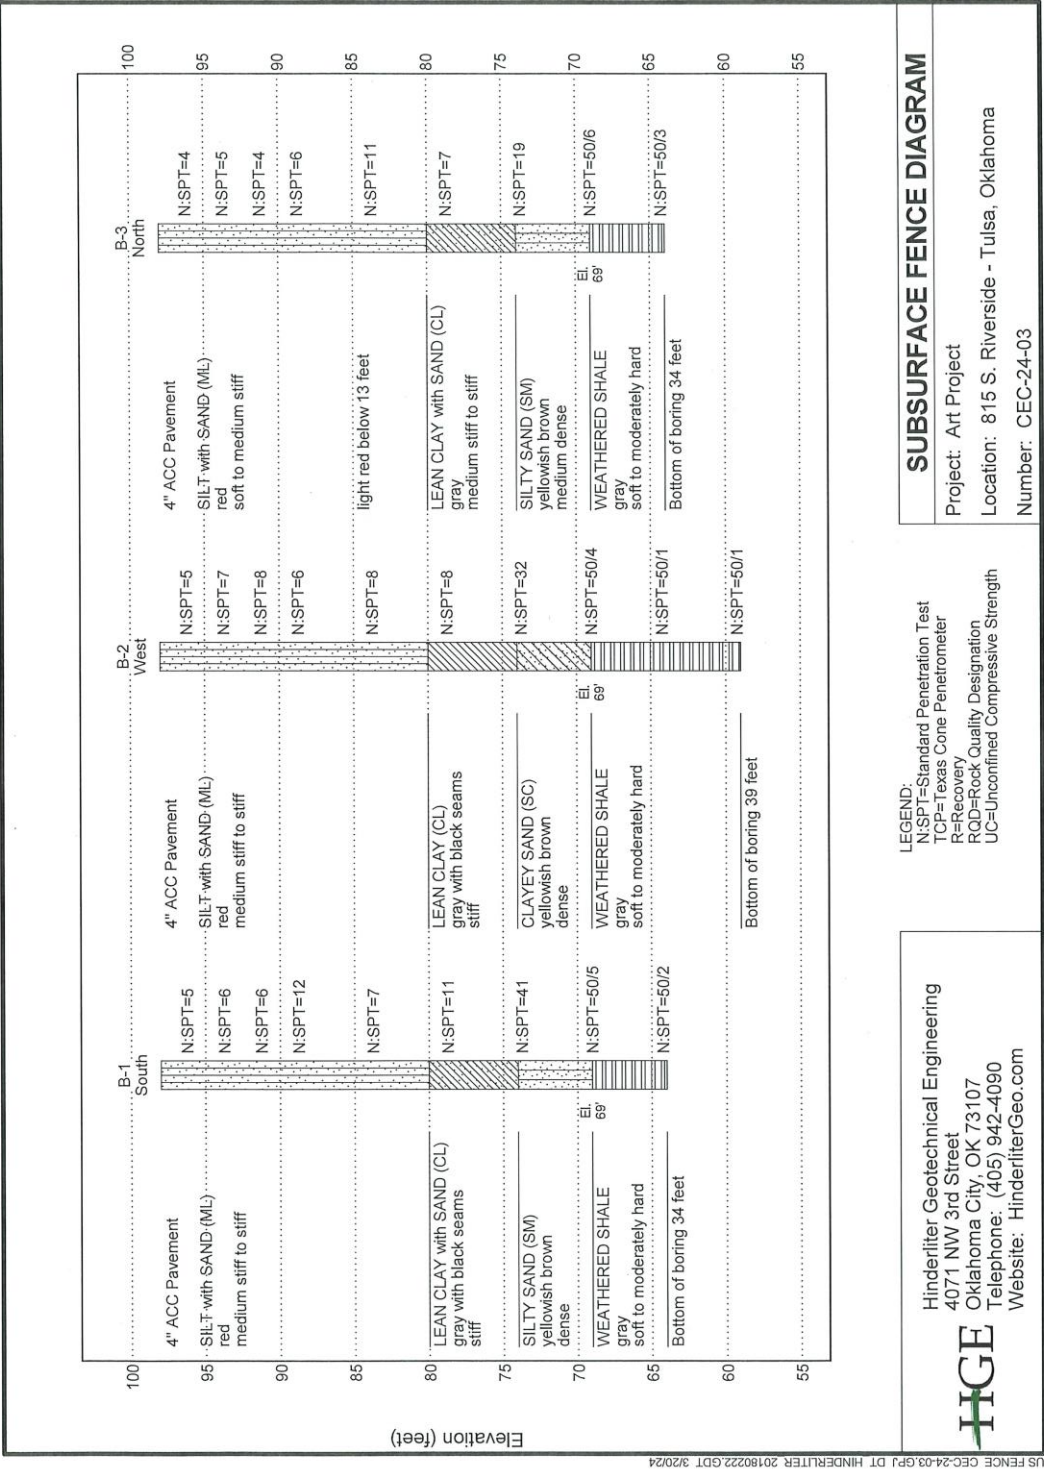 B-1
South
B-2
West
B-3
North
Elevation (feet)
100
95
90
85
80
75
70
65
60
55
100
95
90
85
80
75
70
65
60
55
4" ACC Pavement
SILT with SAND (ML)
red
medium stiff to stiff
LEAN CLAY with SAND (CL)
gray with black seams
stiff
SILTY SAND (SM)
yellowish brown
dense
WEATHERED SHALE
gray
soft to moderately hard
Bottom of boring 34 feet
El.
69'
N:SPT=5
N:SPT=6
N:SPT=6
N:SPT=12
N:SPT=7
N:SPT=11
N:SPT=41
N:SPT=50/5
N:SPT=50/2
4" ACC Pavement
SILT with SAND (ML)
red
medium stiff to stiff
LEAN CLAY (CL)
gray with black seams
stiff
CLAYEY SAND (SC)
yellowish brown
dense
WEATHERED SHALE
gray
soft to moderately hard
Bottom of boring 39 feet
El.
69'
N:SPT=5
N:SPT=7
N:SPT=8
N:SPT=6
N:SPT=8
N:SPT=8
N:SPT=32
N:SPT=50/4
N:SPT=50/1
N:SPT=50/1
4" ACC Pavement
SILT with SAND (ML)
red
soft to medium stiff
light red below 13 feet
LEAN CLAY with SAND (CL)
gray
medium stiff to stiff
SILTY SAND (SM)
yellowish brown
medium dense
WEATHERED SHALE
gray
soft to moderately hard
Bottom of boring 34 feet
El.
69'
N:SPT=4
N:SPT=5
N:SPT=4
N:SPT=6
N:SPT=11
N:SPT=7
N:SPT=19
N:SPT=50/6
N:SPT=50/3
HGE
Hinderliter Geotechnical Engineering
4071 NW 3rd Street
Oklahoma City, OK 73107
Telephone: (405) 942-4090
Website: HinderliterGeo.com
LEGEND:
N:SPT=Standard Penetration Test
TCP=Texas Cone Penetrometer
R=Recovery
RQD=Rock Quality Designation
UC=Unconfined Compressive Strength
SUBSURFACE FENCE DIAGRAM
Project: Art Project
Location: 815 S. Riverside - Tulsa, Oklahoma
Number: CEC-24-03
US FENCE CEC-24-03.GPJ DT HINDERLITER 20180222.GDT 3/20/24